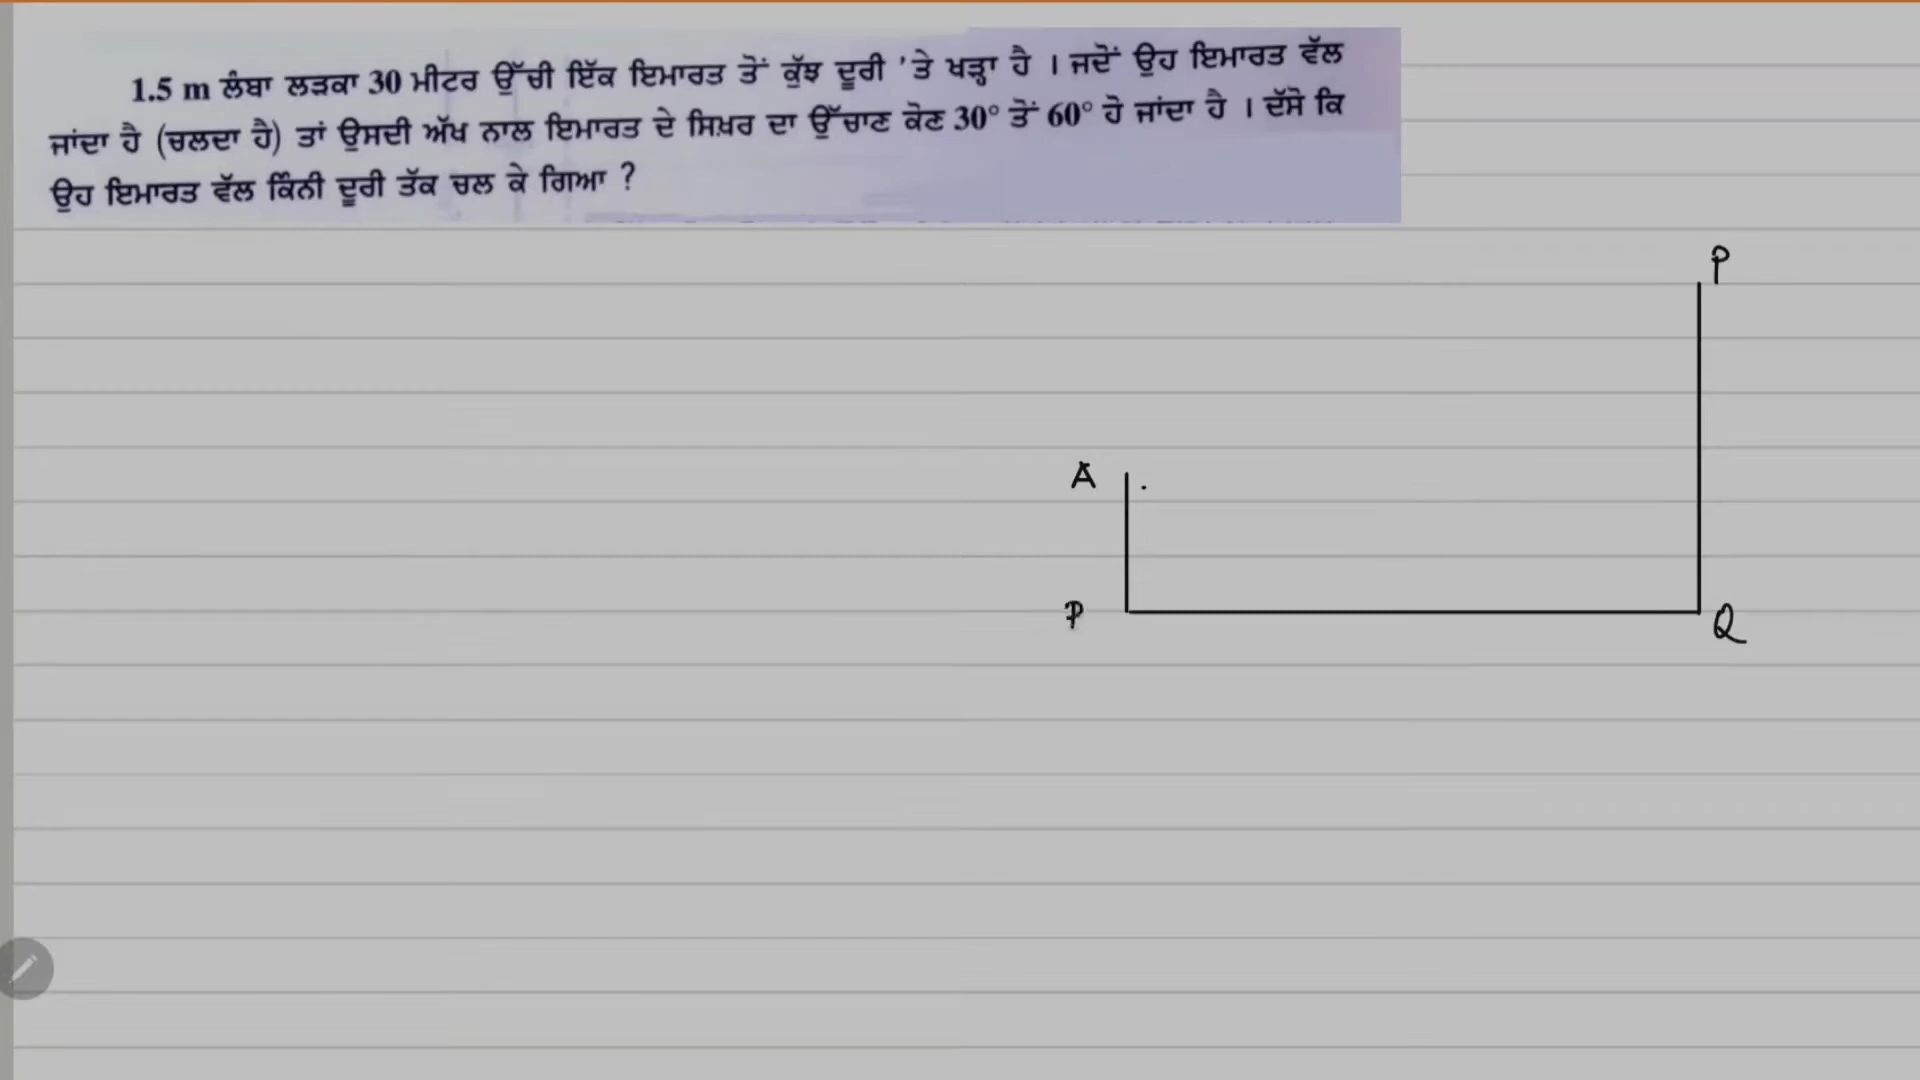 1.5 m ਲੰਬਾ ਲੜਕਾ 30 ਮੀਟਰ ਉੱਚੀ ਇੱਕ ਇਮਾਰਤ ਤੋਂ ਕੁੱਝ ਦੂਰੀ 'ਤੇ ਖੜ੍ਹਾ ਹੈ । ਜਦੋਂ ਉਹ ਇਮਾਰਤ ਵੱਲ
ਜਾਂਦਾ ਹੈ (ਚਲਦਾ ਹੈ) ਤਾਂ ਉਸਦੀ ਅੱਖ ਨਾਲ ਇਮਾਰਤ ਦੇ ਸਿਖ਼ਰ ਦਾ ਉੱਚਾਣ ਕੋਣ 30° ਤੋਂ 60° ਹੋ ਜਾਂਦਾ ਹੈ । ਦੱਸੋ ਕਿ
ਉਹ ਇਮਾਰਤ ਵੱਲ ਕਿੰਨੀ ਦੂਰੀ ਤੱਕ ਚਲ ਕੇ ਗਿਆ ?
P
A
P
Q